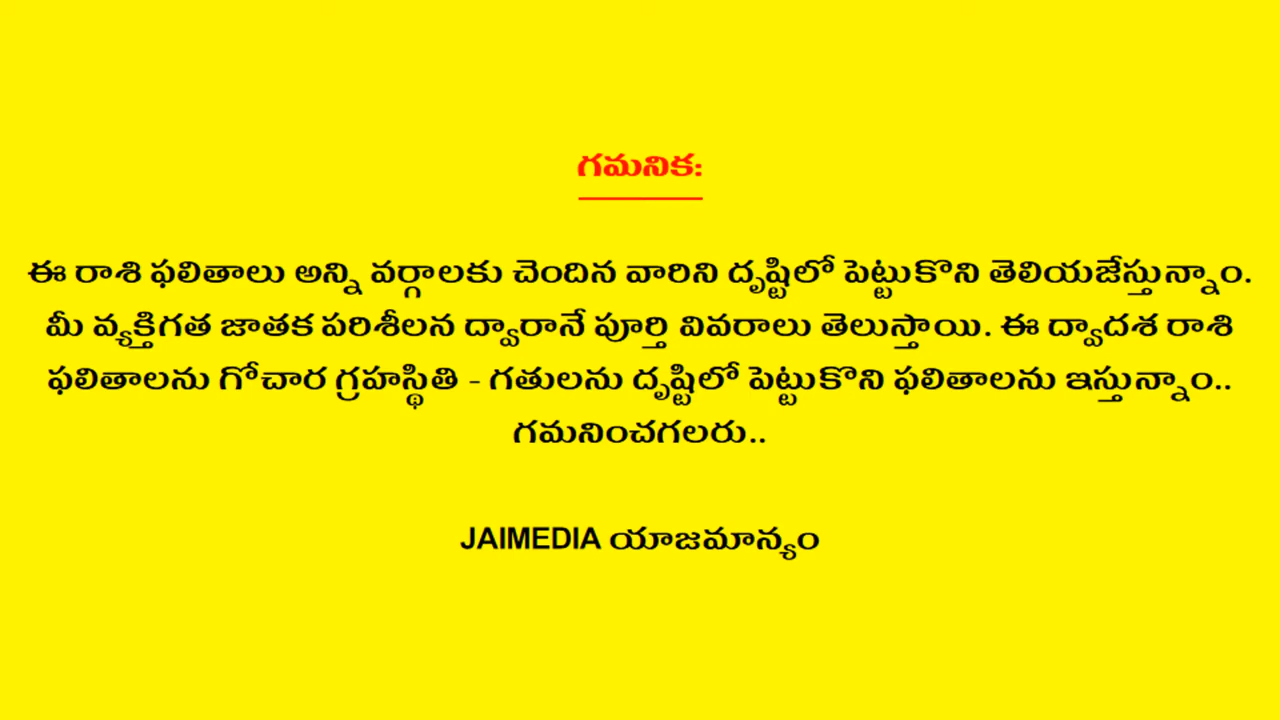 గమనిక:
ఈ రాశి ఫలితాలు అన్ని వర్గాలకు చెందిన వారిని దృష్టిలో పెట్టుకొని తెలియజేస్తున్నాం.
మీ వ్యక్తిగత జాతక పరిశీలన ద్వారానే పూర్తి వివరాలు తెలుస్తాయి. ఈ ద్వాదశ రాశి
ఫలితాలను గోచార గ్రహస్థితి - గతులను దృష్టిలో పెట్టుకొని ఫలితాలను ఇస్తున్నాం..
గమనించగలరు..
JAIMEDIA యాజమాన్యం